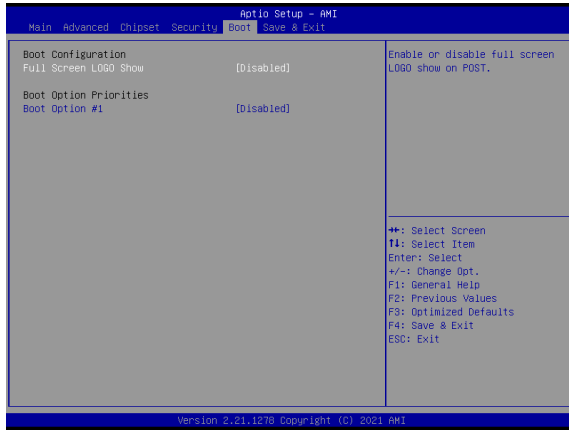 Aptio Setup - AMI
Main Advanced Chipset Security Boot Save & Exit
Boot Configuration
Full Screen LOGO Show [Disabled]
Boot Option Priorities
Boot Option #1 [Disabled]
Enable or disable full screen
LOGO show on POST.
→←: Select Screen
↑↓: Select Item
Enter: Select
+/-: Change Opt.
F1: General Help
F2: Previous Values
F3: Optimized Defaults
F4: Save & Exit
ESC: Exit
Version 2.21.1278 Copyright (C) 2021 AMI